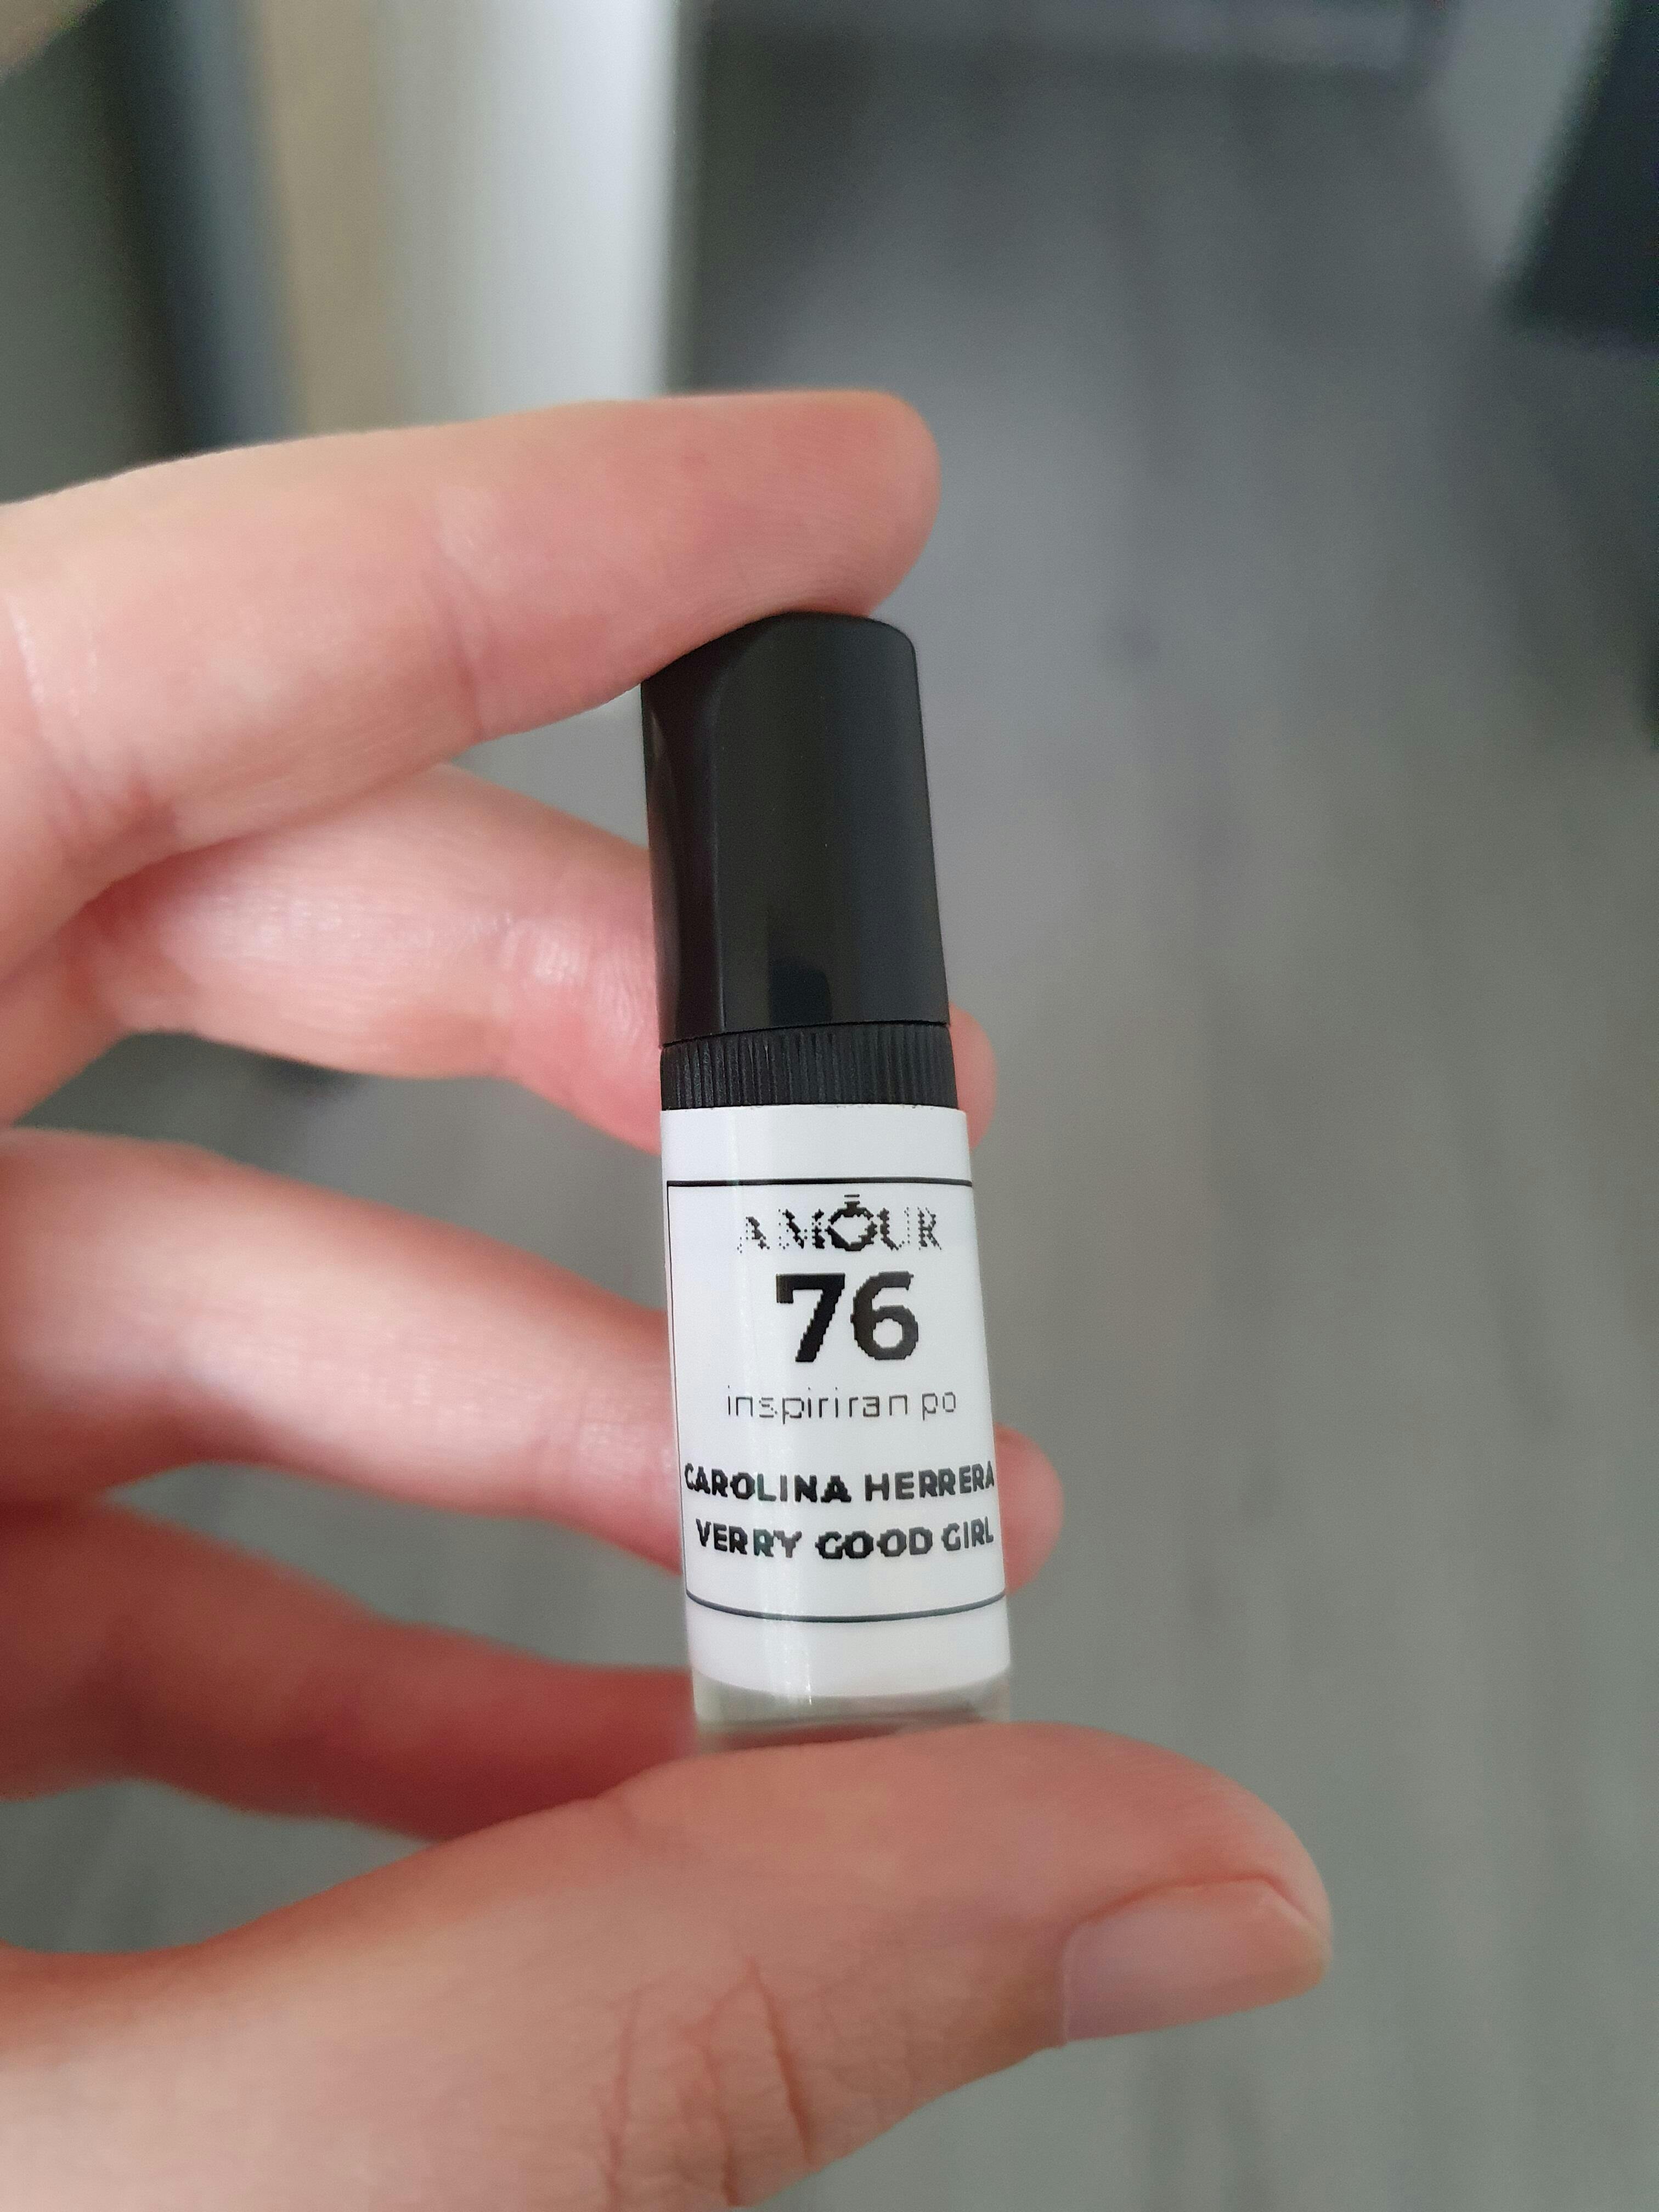 AMOUR
76
inspiriran po
CAROLINA HERRERA
VERRY GOOD GIRL